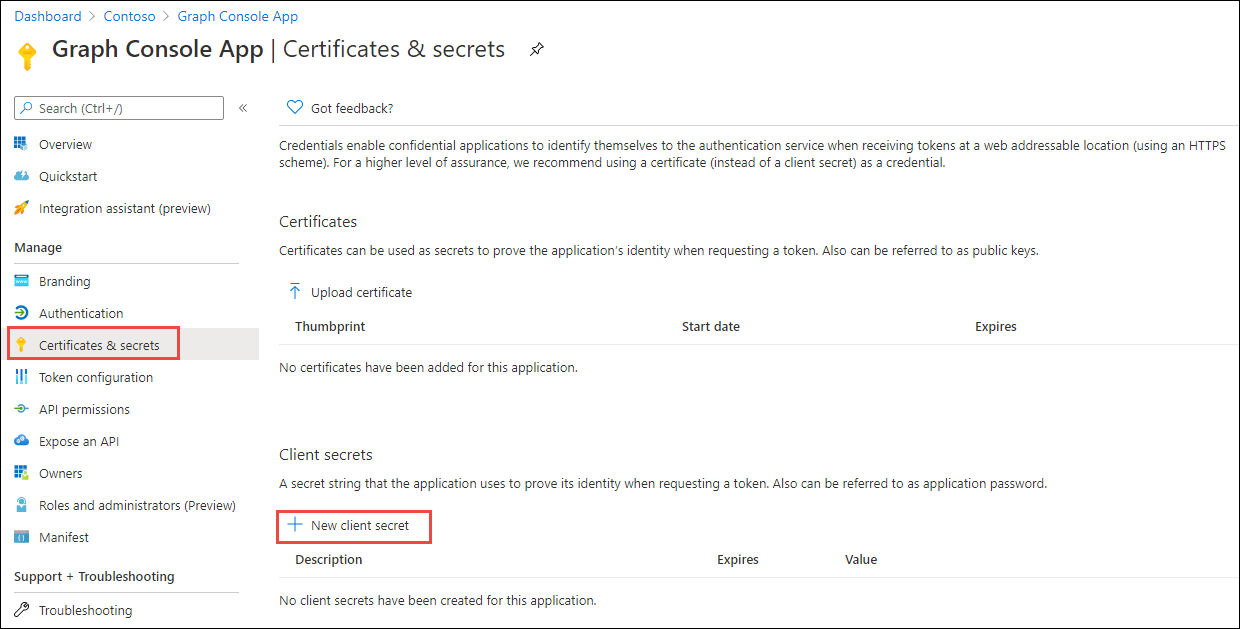 Dashboard > Contoso > Graph Console App
Graph Console App | Certificates & secrets
Search (Ctrl+/)
«
Overview
Quickstart
Integration assistant (preview)
Manage
Branding
Authentication
Certificates & secrets
Token configuration
API permissions
Expose an API
Owners
Roles and administrators (Preview)
Manifest
Support + Troubleshooting
Troubleshooting
Got feedback?
Credentials enable confidential applications to identify themselves to the authentication service when receiving tokens at a web addressable location (using an HTTPS
scheme). For a higher level of assurance, we recommend using a certificate (instead of a client secret) as a credential.
Certificates
Certificates can be used as secrets to prove the application's identity when requesting a token. Also can be referred to as public keys.
Upload certificate
Thumbprint Start date Expires
No certificates have been added for this application.
Client secrets
A secret string that the application uses to prove its identity when requesting a token. Also can be referred to as application password.
New client secret
Description Expires Value
No client secrets have been created for this application.